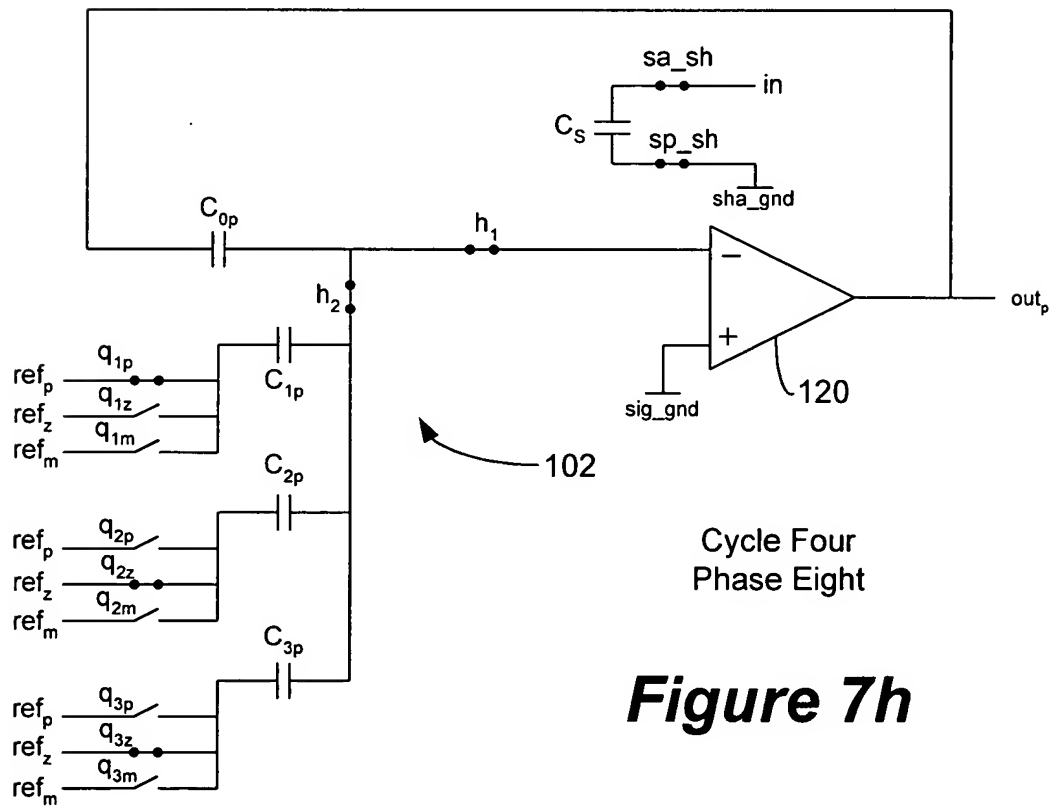 sa_sh
in
C_S
sp_sh
sha_gnd
C_0p
h_1
−
h_2
out_p
+
q_1p
ref_p
C_1p
120
q_1z
ref_z
sig_gnd
q_1m
ref_m
102
C_2p
q_2p
ref_p
Cycle Four
q_2z
ref_z
Phase Eight
q_2m
ref_m
C_3p
q_3p
ref_p
Figure 7h
q_3z
ref_z
q_3m
ref_m